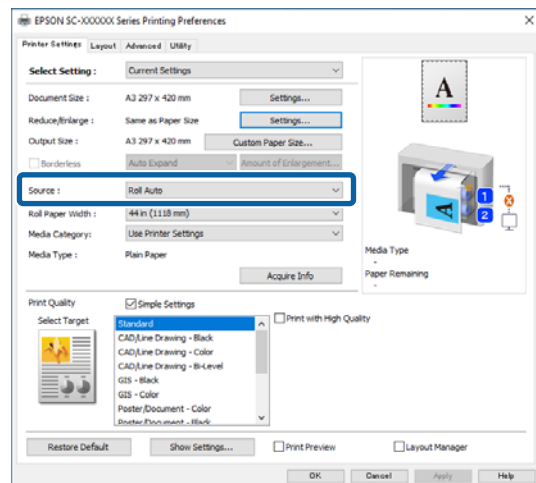 EPSON SC-XXXXXX Series Printing Preferences
Printer Settings Layout Advanced Utility
Select Setting : Current Settings
Document Size : A3 297 x 420 mm Settings...
Reduce/Enlarge : Same as Paper Size Settings...
Output Size : A3 297 x 420 mm Custom Paper Size...
Borderless Auto Expand Amount of Enlargement...
Source : Roll Auto
Roll Paper Width : 44 in (1118 mm)
Media Category: Use Printer Settings
Media Type : Plain Paper
Acquire Info
A
A
1
2
Media Type
-
Paper Remaining
-
Print Quality Simple Settings
Select Target
Standard
CAD/Line Drawing - Black
CAD/Line Drawing - Color
CAD/Line Drawing - Bi-Level
GIS - Black
GIS - Color
Poster/Document - Color
Poster/Document - Black
Print with High Quality
Restore Default Show Settings... Print Preview Layout Manager
OK Cancel Apply Help